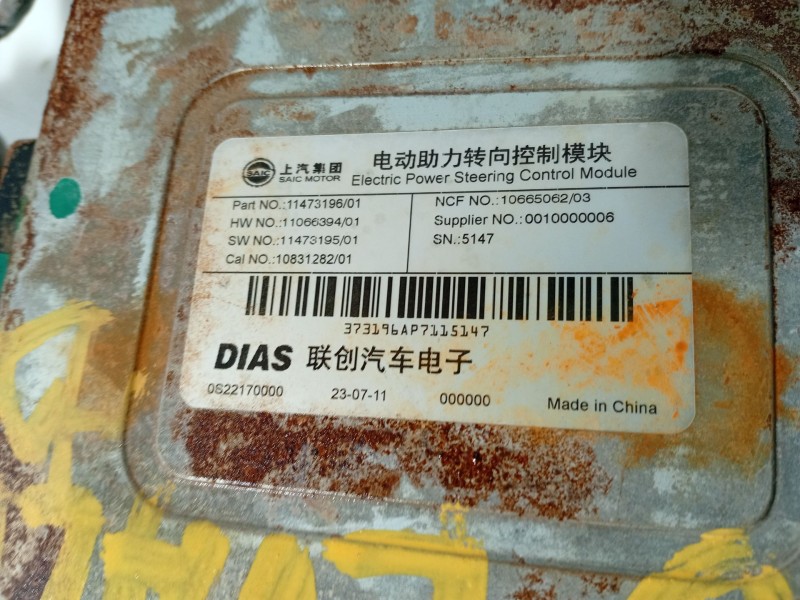 SAIC
上汽集团
SAIC MOTOR
电动助力转向控制模块
Electric Power Steering Control Module
Part NO.:11473196/01
HW NO.:11066394/01
SW NO.:11473195/01
Cal NO.:10831282/01
NCF NO.:10665062/03
Supplier NO.:0010000006
SN.:5147
373196AP7115147
DIAS 联创汽车电子
0S22170000 23-07-11 000000 Made in China